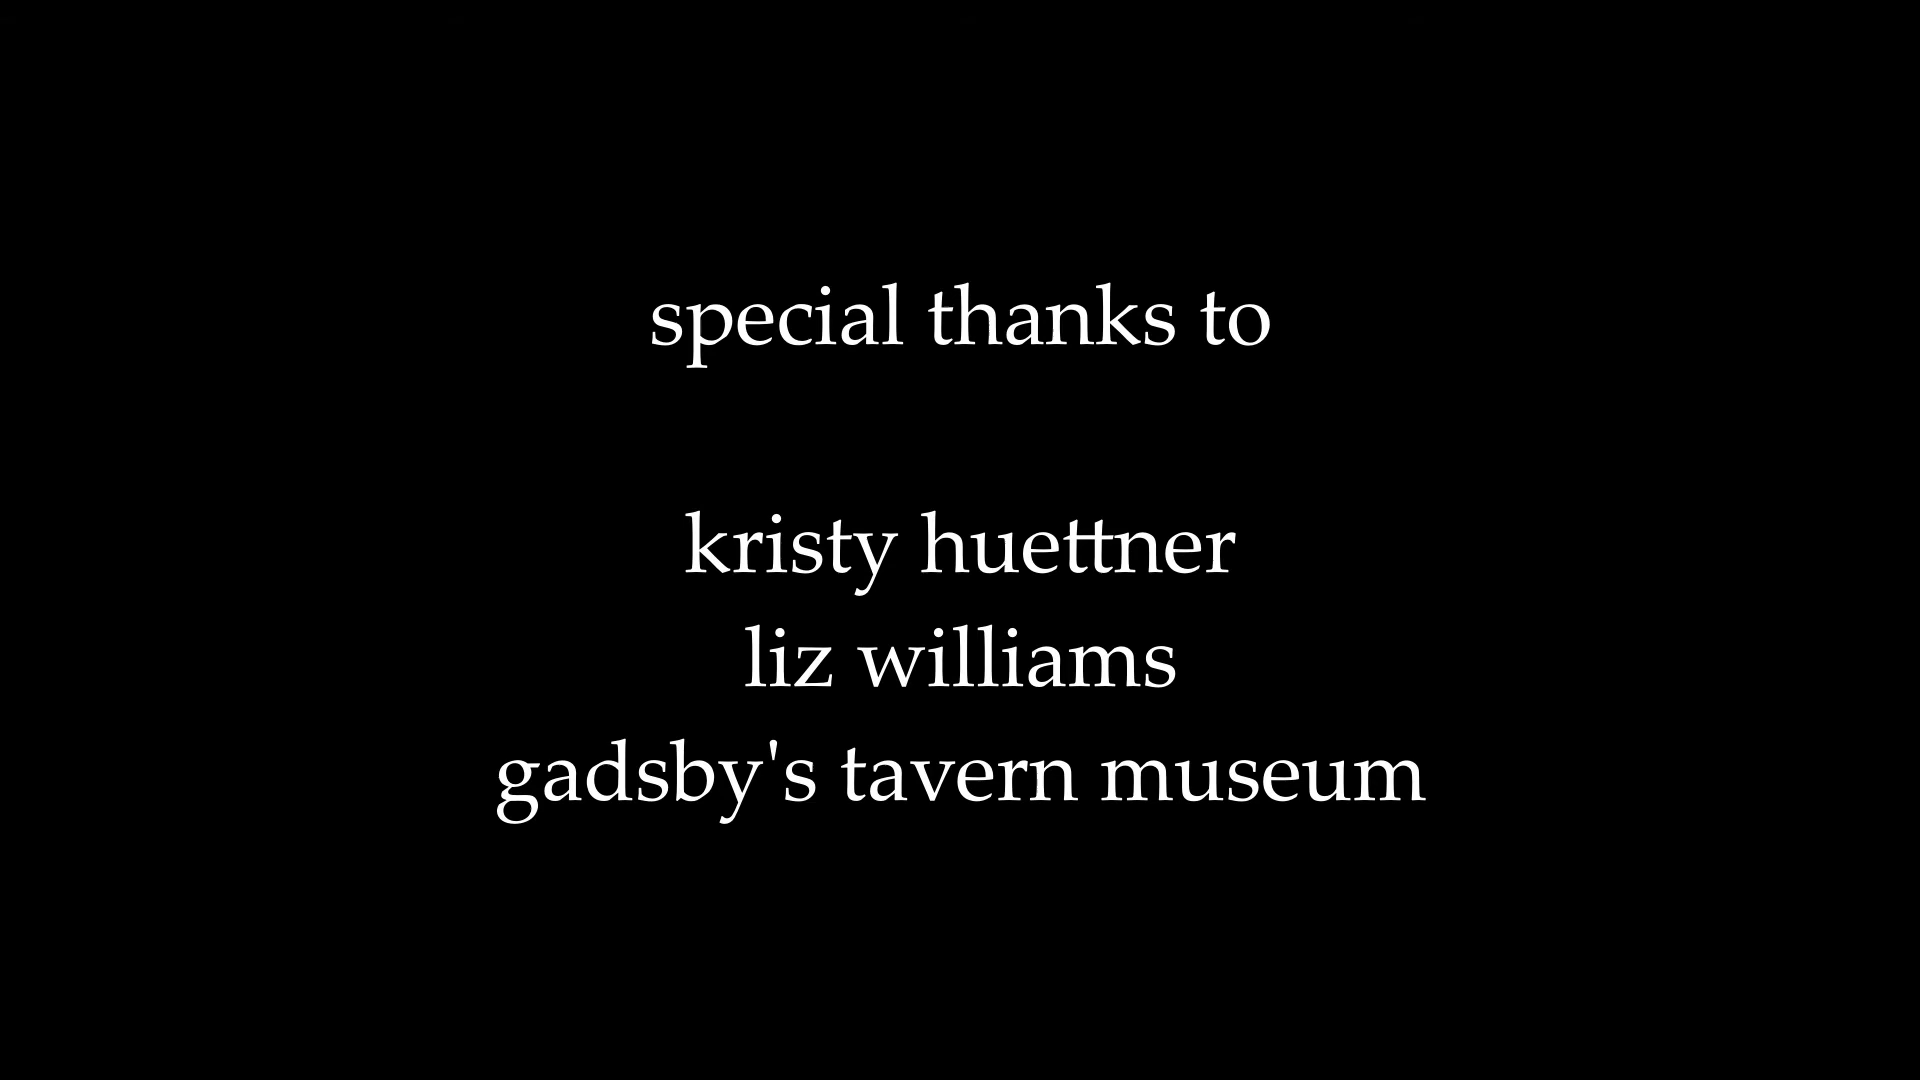 special thanks to
kristy huettner
liz williams
gadsby's tavern museum